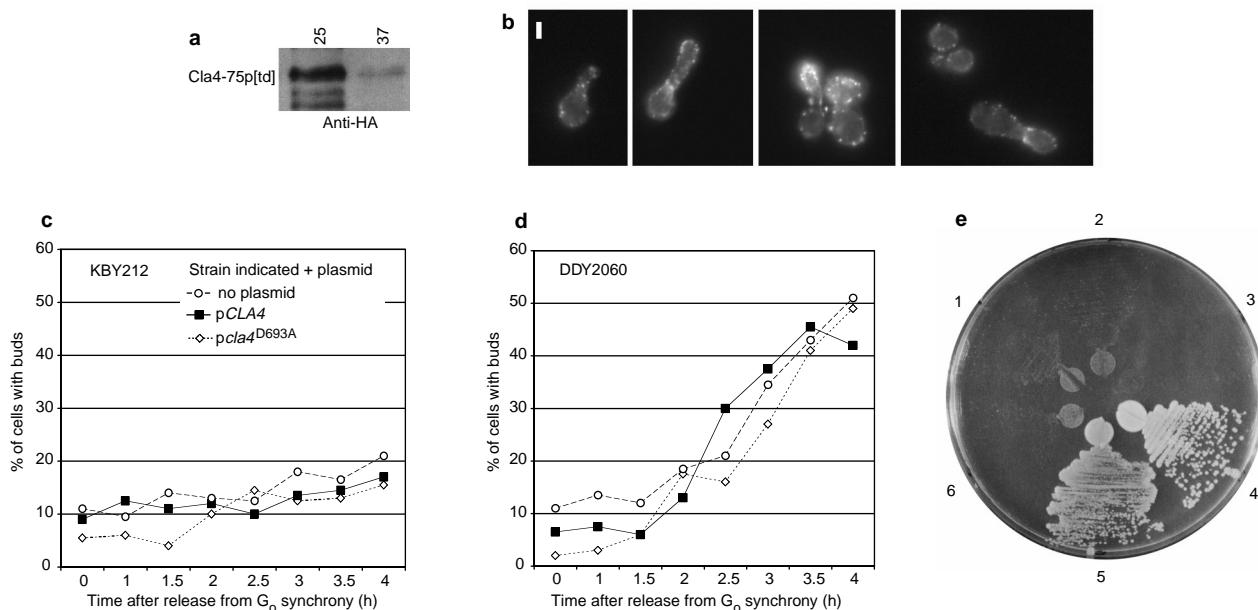 a
25
37
Cla4-75p[td]
Anti-HA
b
c
60
50
40
30
20
10
0
% of cells with buds
KBY212
Strain indicated + plasmid
no plasmid
pCLA4
pcla4D693A
0 1 1.5 2 2.5 3 3.5 4
Time after release from Go synchrony (h)
d
60
50
40
30
20
10
0
% of cells with buds
DDY2060
0 1 1.5 2 2.5 3 3.5 4
Time after release from Go synchrony (h)
e
1
2
3
4
5
6